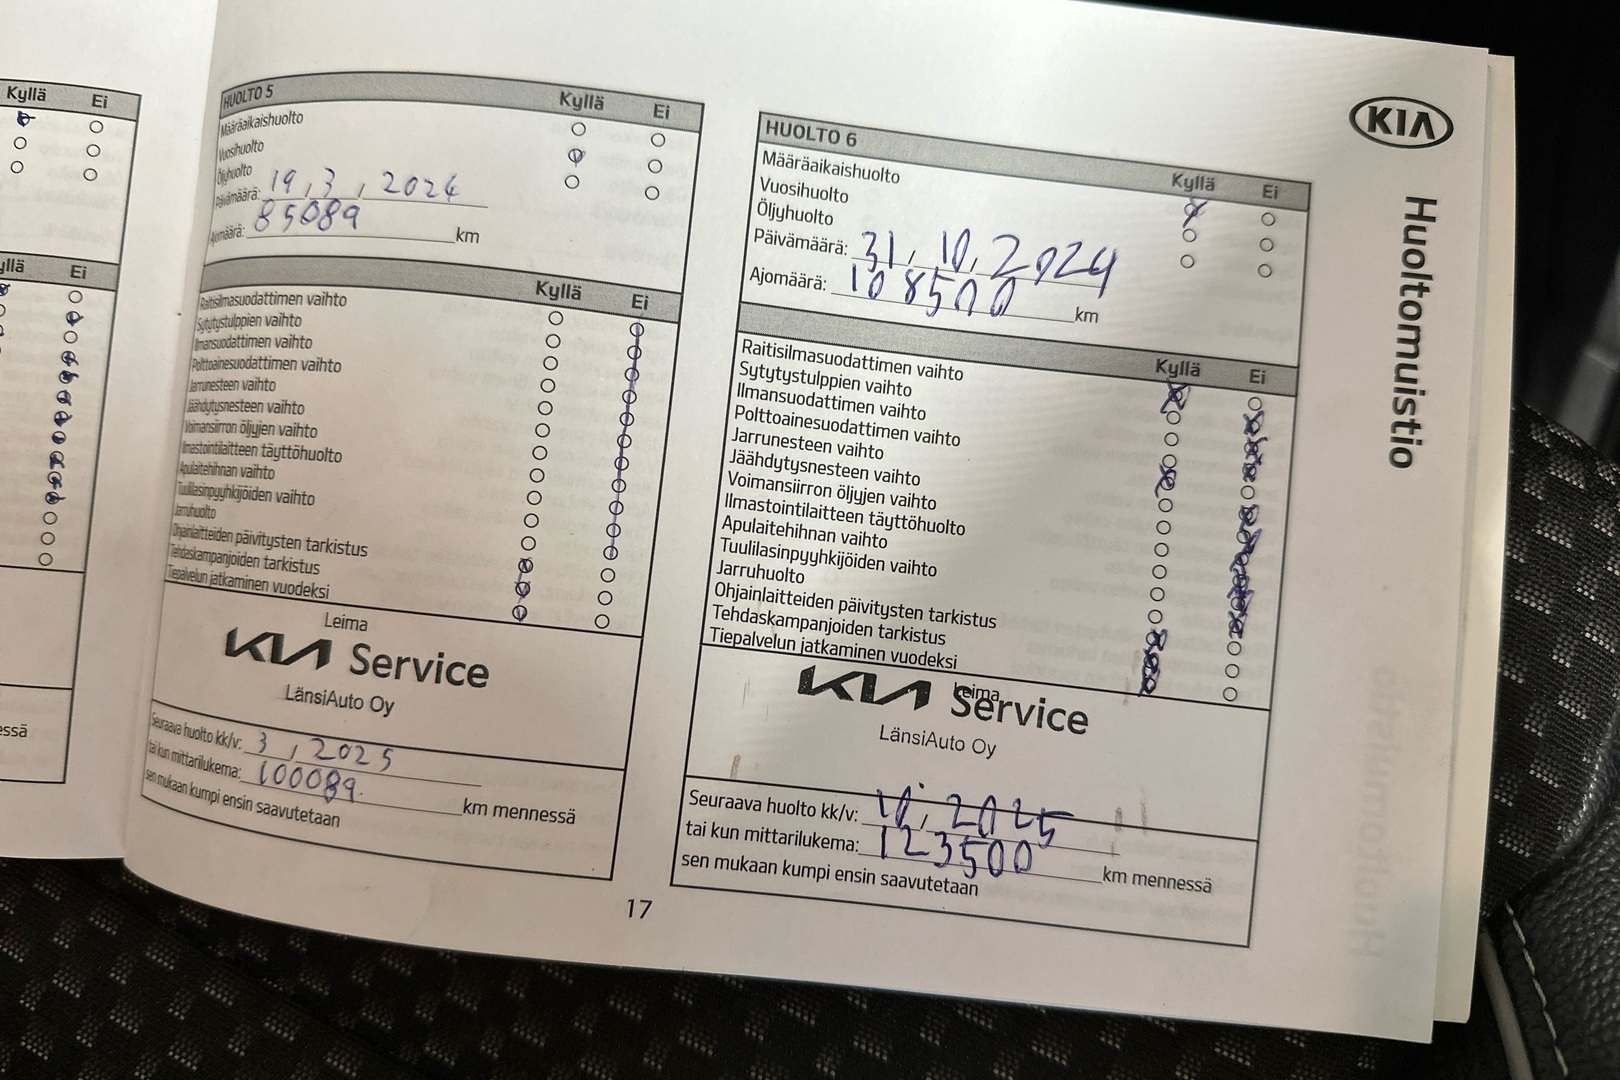 Kyllä Ei
yllä Ei
essä
HUOLTO 5 Kyllä Ei
Määräaikaishuolto
Vuosihuolto
Öljyhuolto
Päivämäärä: 19,3,2024
Ajomäärä: 85089 km
Kyllä Ei
Raitisilmasuodattimen vaihto
Sytytystulppien vaihto
Ilmansuodattimen vaihto
Polttoainesuodattimen vaihto
Jarrunesteen vaihto
Jäähdytysnesteen vaihto
Voimansiirron öljyjen vaihto
Ilmastointilaitteen täyttöhuolto
Apulaitehihnan vaihto
Tuulilasinpyyhkijöiden vaihto
Jarruhuolto
Ohjainlaitteiden päivitysten tarkistus
Tehdaskampanjoiden tarkistus
Tiepalvelun jatkaminen vuodeksi
Leima
KIA Service
LänsiAuto Oy
Seuraava huolto kk/v: 3, 2025
tai kun mittarilukema: 100089 km mennessä
sen mukaan kumpi ensin saavutetaan
HUOLTO 6 Kyllä Ei
Määräaikaishuolto
Vuosihuolto
Öljyhuolto
Päivämäärä: 31, 10, 2024
Ajomäärä: 108500 km
Kyllä Ei
Raitisilmasuodattimen vaihto
Sytytystulppien vaihto
Ilmansuodattimen vaihto
Polttoainesuodattimen vaihto
Jarrunesteen vaihto
Jäähdytysnesteen vaihto
Voimansiirron öljyjen vaihto
Ilmastointilaitteen täyttöhuolto
Apulaitehihnan vaihto
Tuulilasinpyyhkijöiden vaihto
Jarruhuolto
Ohjainlaitteiden päivitysten tarkistus
Tehdaskampanjoiden tarkistus
Tiepalvelun jatkaminen vuodeksi
Leima
KIA Service
LänsiAuto Oy
Seuraava huolto kk/v: 10, 2025
tai kun mittarilukema: 123500 km mennessä
sen mukaan kumpi ensin saavutetaan
17
KIA
Huoltomuistio